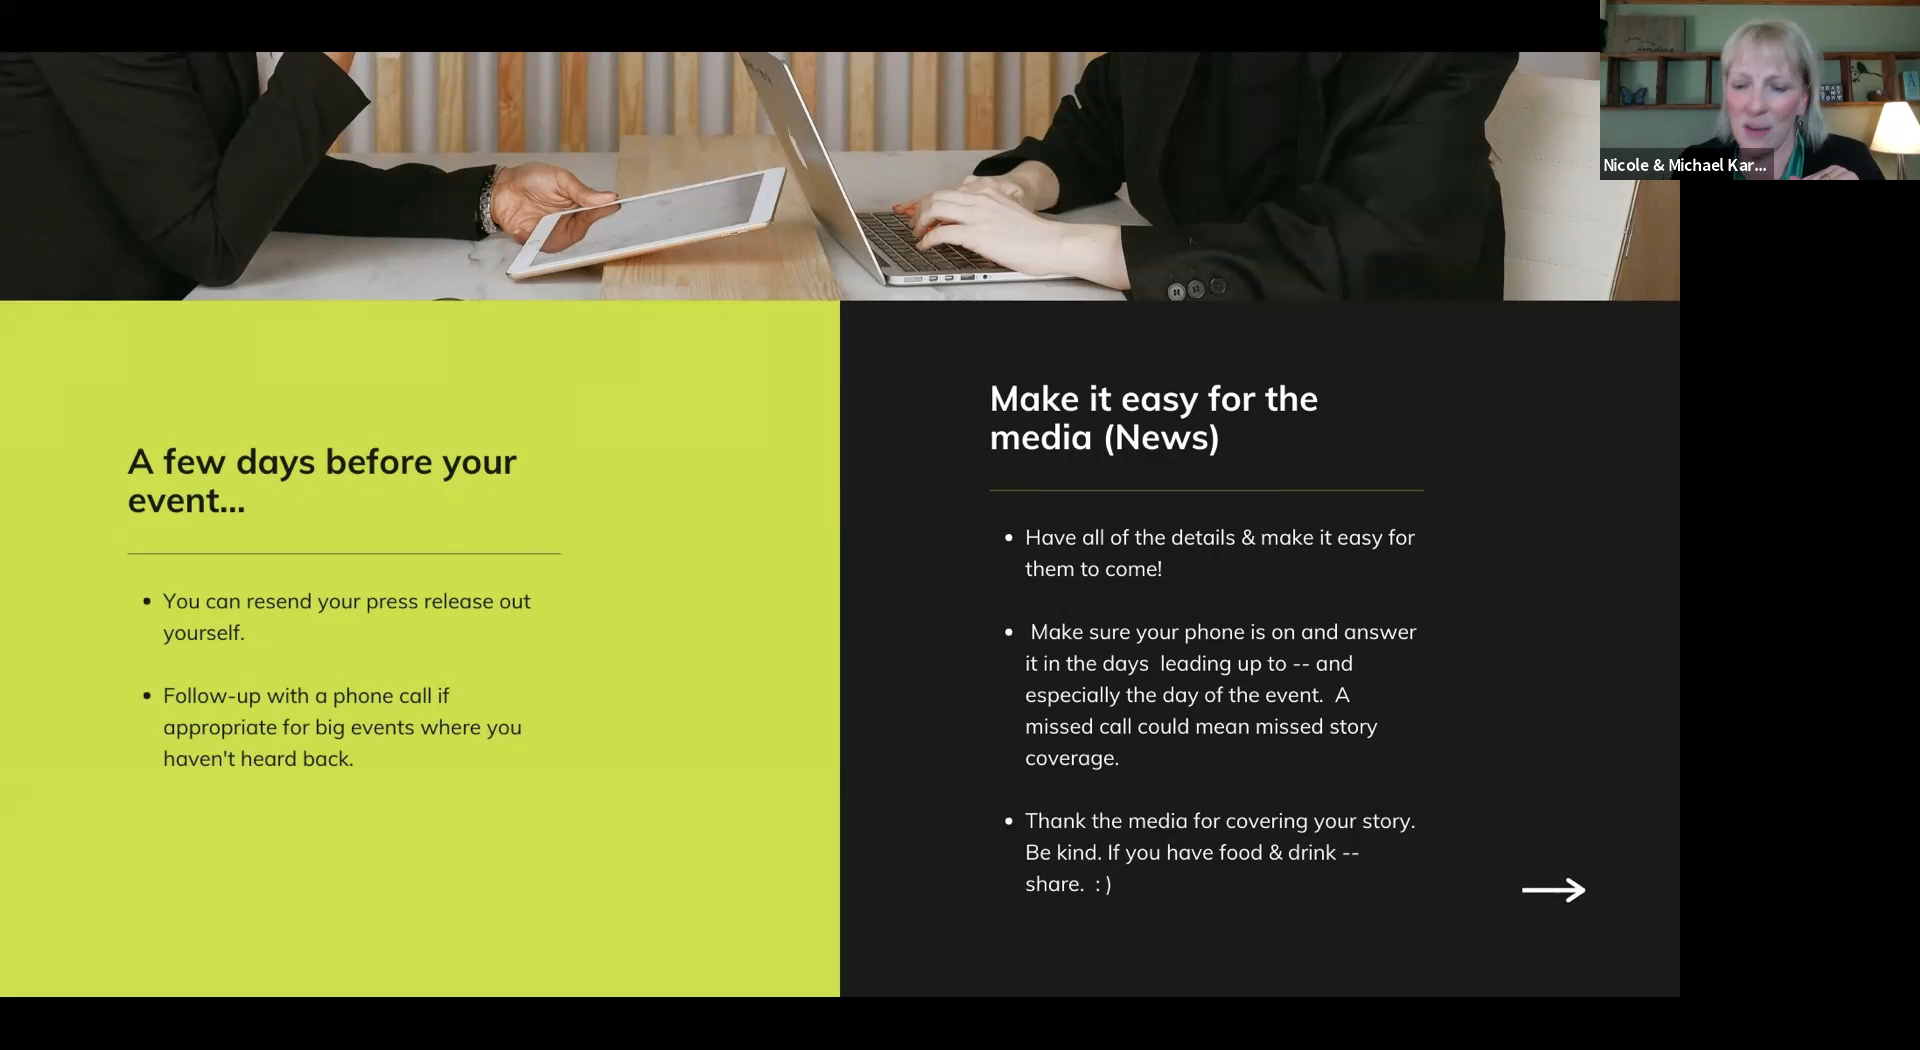 Nicole & Michael Kar...
A few days before your
event...
You can resend your press release out
yourself.
Follow-up with a phone call if
appropriate for big events where you
haven't heard back.
Make it easy for the
media (News)
Have all of the details & make it easy for
them to come!
Make sure your phone is on and answer
it in the days leading up to -- and
especially the day of the event. A
missed call could mean missed story
coverage.
Thank the media for covering your story.
Be kind. If you have food & drink --
share. : )